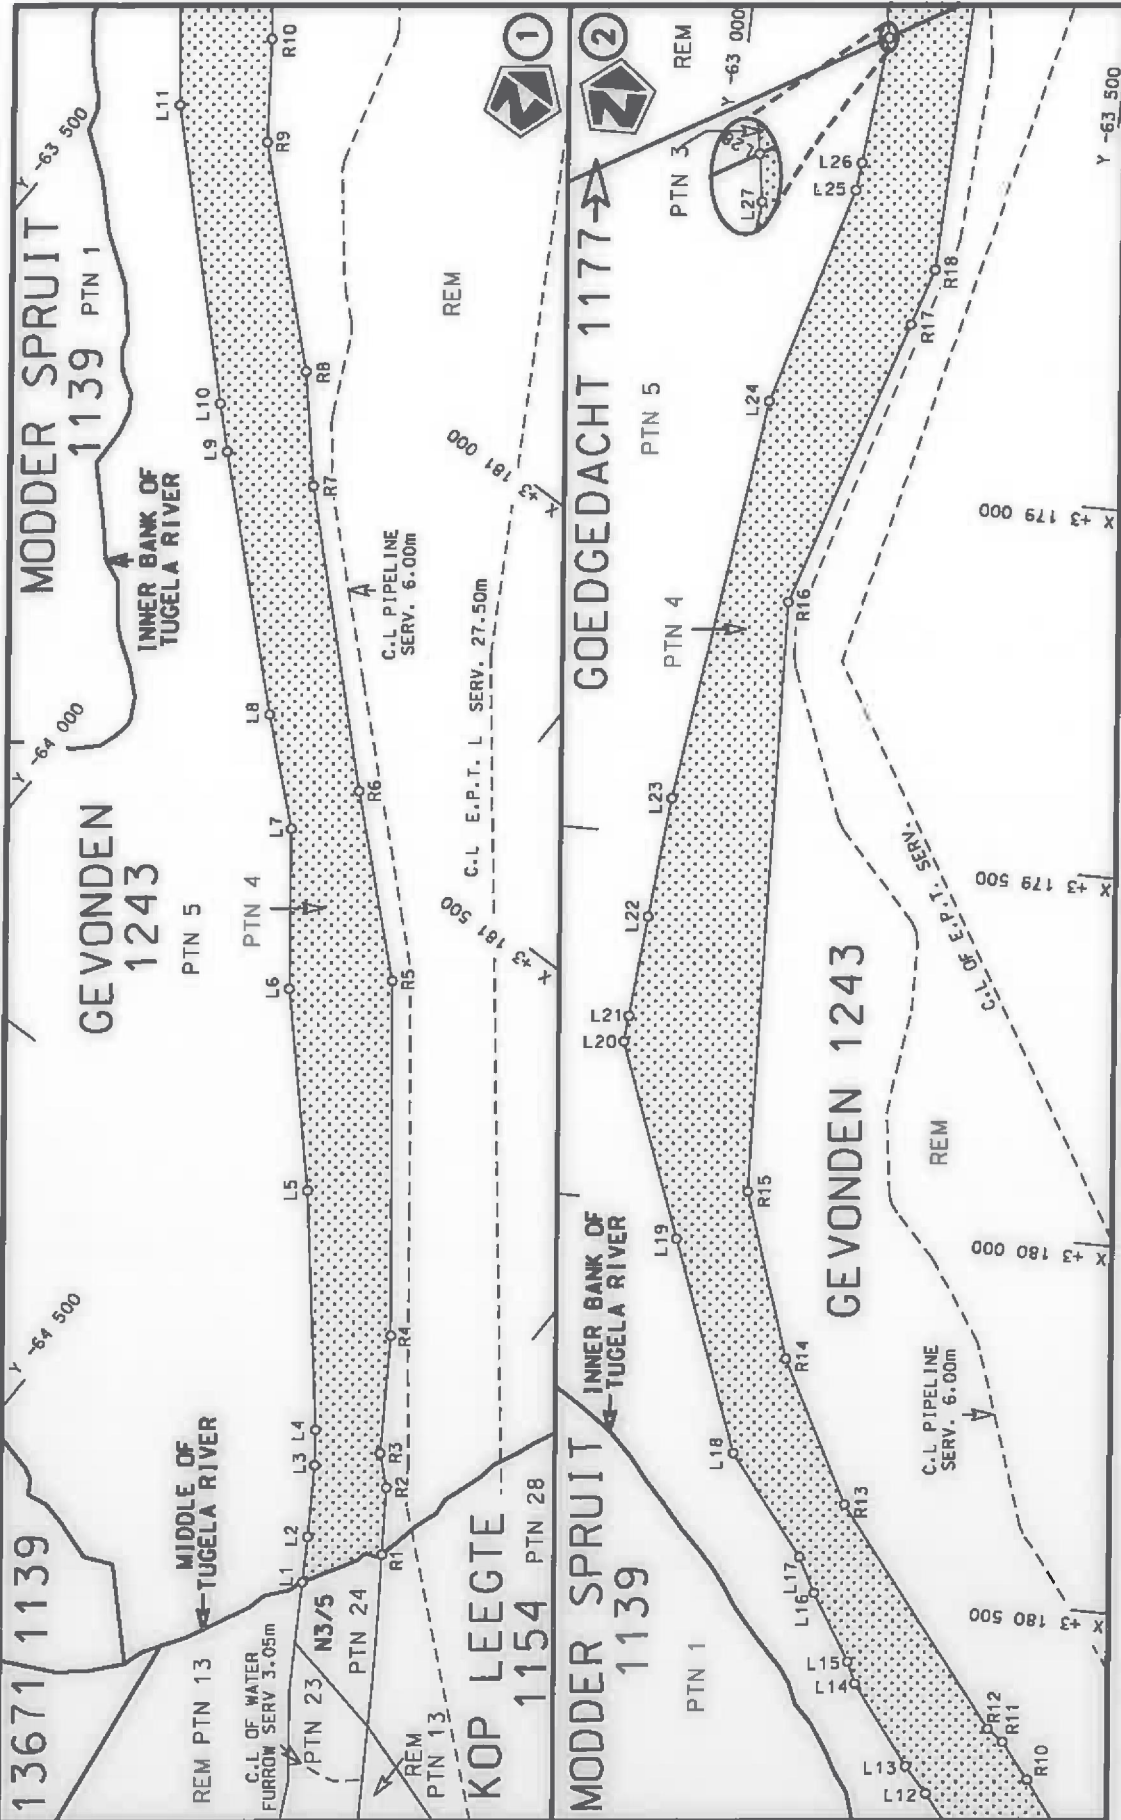 13671
1139
MIDDLE OF
TUGELA RIVER
REM PTN 13
C.L OF WATER
FURROW SERV 3.05m
PTN 23
N3/5
PTN 24
REM
PTN 13
KOP LEEGTE
1154 PTN 28
Y -64 500
GEVONDEN
1243
PTN 5
PTN 4
Y -64 000
MODDER SPRUIT
1139 PTN 1
INNER BANK OF
TUGELA RIVER
Y -63 500
L1
L2
L3
L4
L5
L6
L7
L8
L9
L10
L11
R1
R2
R3
R4
R5
R6
R7
R8
R9
R10
C.L PIPELINE
SERV. 6.00m
C.L E.P.T. L SERV. 27.50m
X +3 181 500
X +3 181 000
REM
1
MODDER SPRUIT
1139
PTN 1
INNER BANK OF
TUGELA RIVER
L12
L13
L14
L15
L16
L17
L18
L19
L20
L21
L22
L23
L24
L25
L26
L27
L28
R10
R11
R12
R13
R14
R15
R16
R17
R18
GEVONDEN 1243
REM
C.L PIPELINE
SERV. 6.00m
C.L. OF E.P.T. SERV.
X +3 180 500
X +3 180 000
X +3 179 500
X +3 179 000
GOEDGEDACHT 1177
PTN 4
PTN 5
PTN 3
REM
Y -63 000
Y -63 500
2